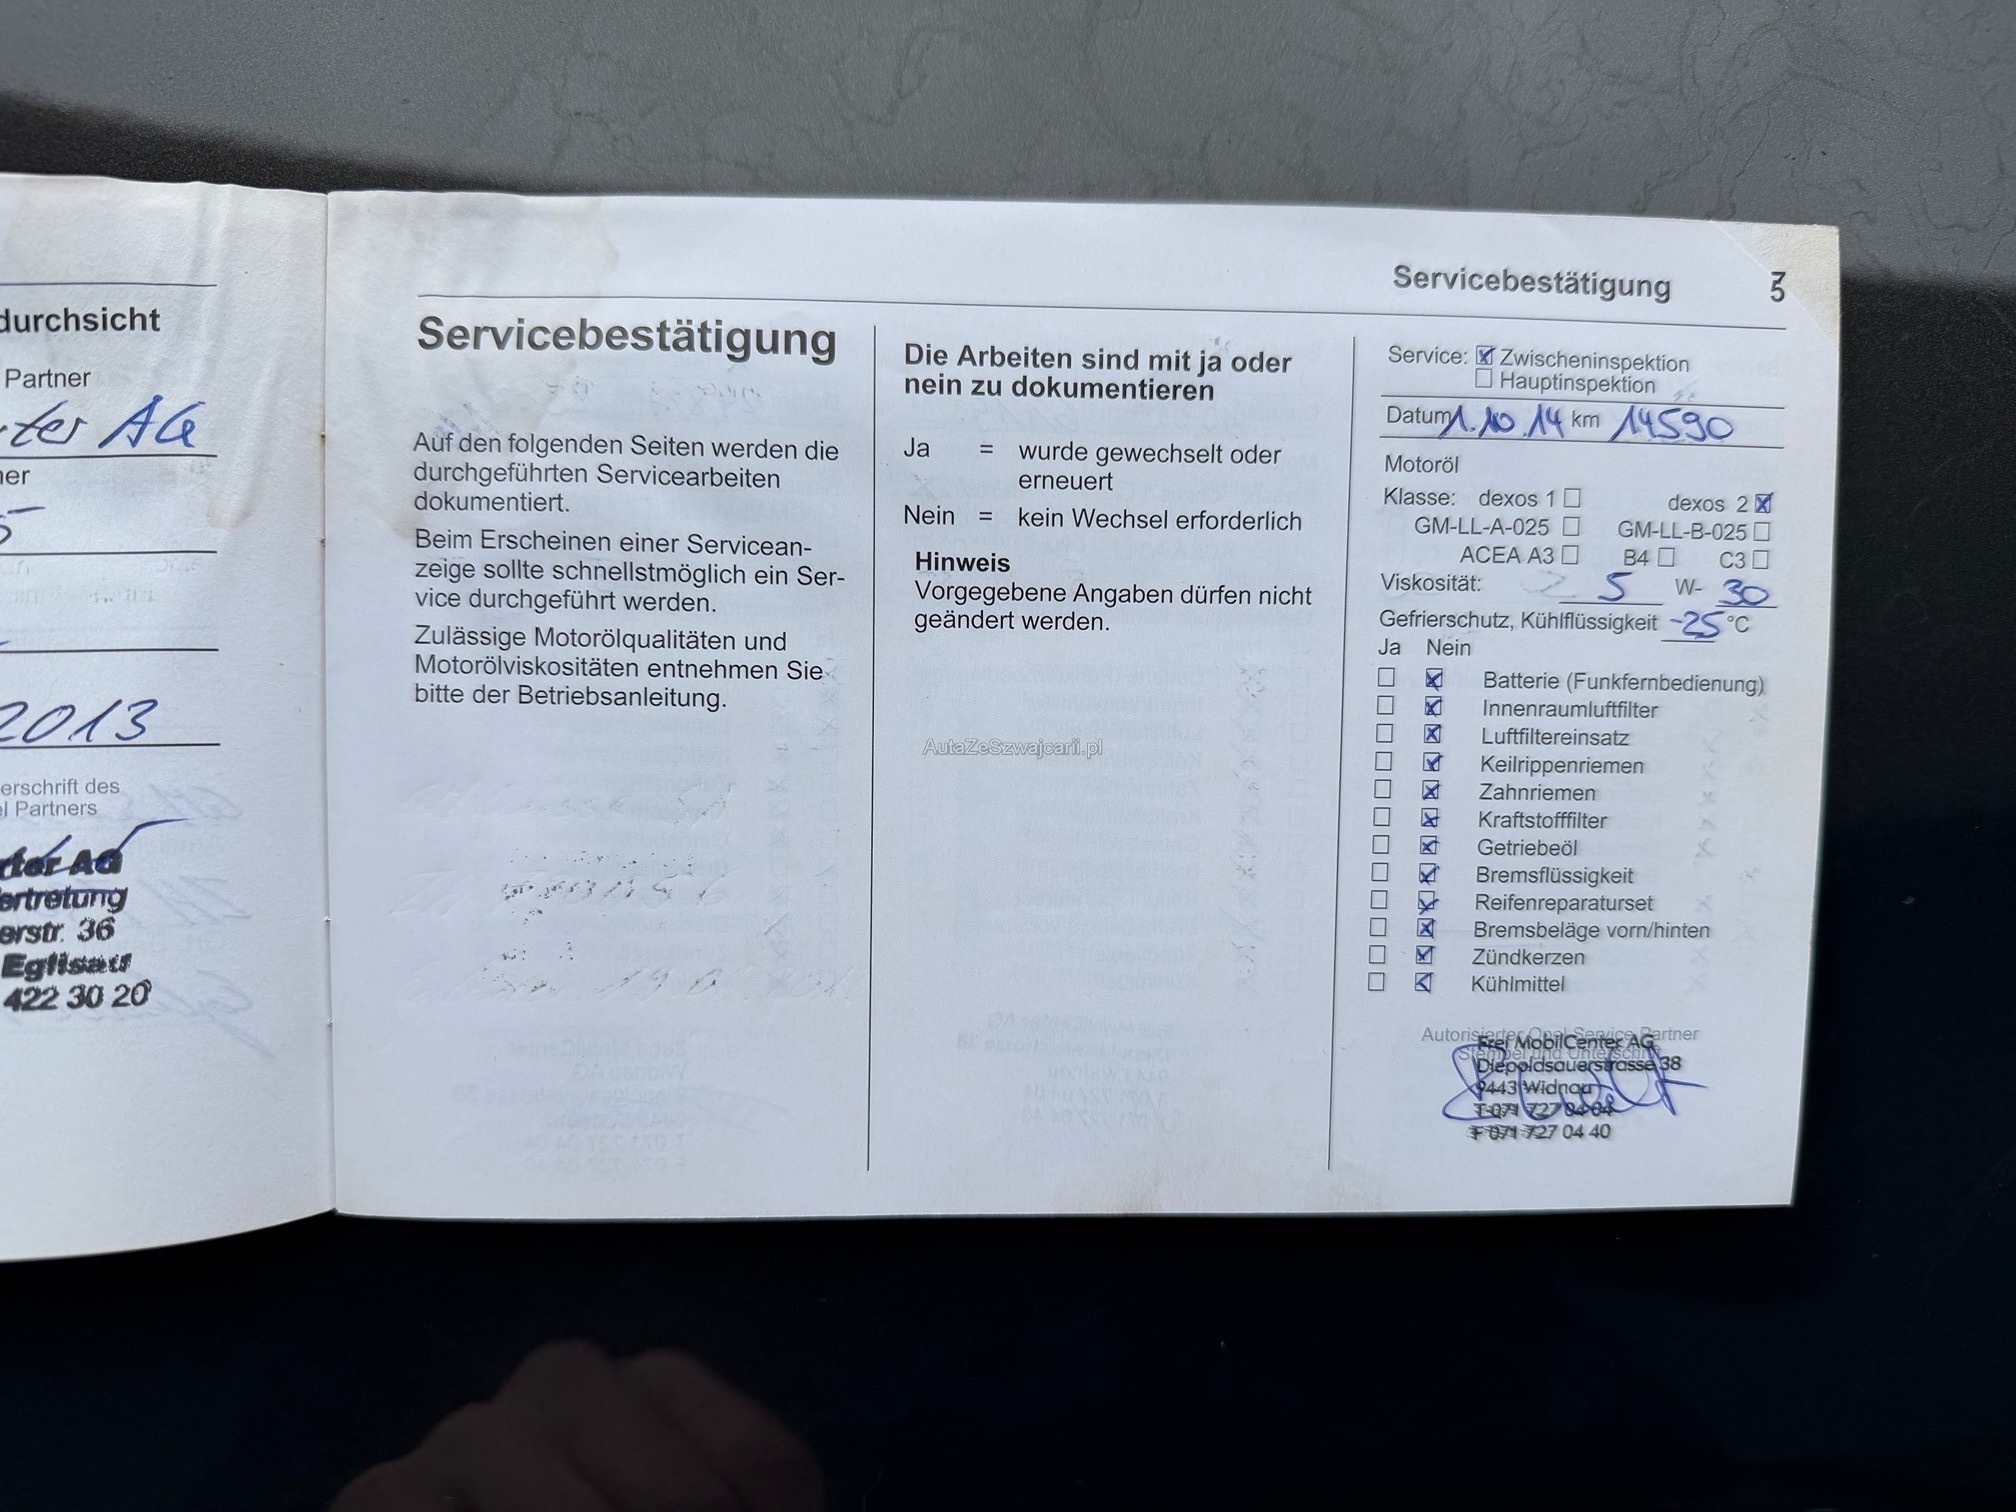 durchsicht
Partner
ter AG
ner
5
2013
erschrift des
el Partners
rter AG
ertretung
erstr. 36
Eglisau
422 30 20
Servicebestätigung
Servicebestätigung
Auf den folgenden Seiten werden die
durchgeführten Servicearbeiten
dokumentiert.
Beim Erscheinen einer Servicean-
zeige sollte schnellstmöglich ein Ser-
vice durchgeführt werden.
Zulässige Motorölqualitäten und
Motorölviskositäten entnehmen Sie
bitte der Betriebsanleitung.
Die Arbeiten sind mit ja oder
nein zu dokumentieren
Ja = wurde gewechselt oder
erneuert
Nein = kein Wechsel erforderlich
Hinweis
Vorgegebene Angaben dürfen nicht
geändert werden.
AutaZeSzwajcarii.pl
Service: Zwischeninspektion
Hauptinspektion
Datum 1.10.14 km 14590
Motoröl
Klasse: dexos 1 dexos 2
GM-LL-A-025 GM-LL-B-025
ACEA A3 B4 C3
Viskosität: 5 W- 30
Gefrierschutz, Kühlflüssigkeit -25 °C
Ja Nein
Batterie (Funkfernbedienung)
Innenraumluftfilter
Luftfiltereinsatz
Keilrippenriemen
Zahnriemen
Kraftstofffilter
Getriebeöl
Bremsflüssigkeit
Reifenreparaturset
Bremsbeläge vorn/hinten
Zündkerzen
Kühlmittel
Autorisierter Opel Service Partner
Stempel und Unterschrift
Frei MobilCenter AG
Diepoldsauerstrasse 38
9443 Widnau
T 071 727 04 04
F 071 727 04 40